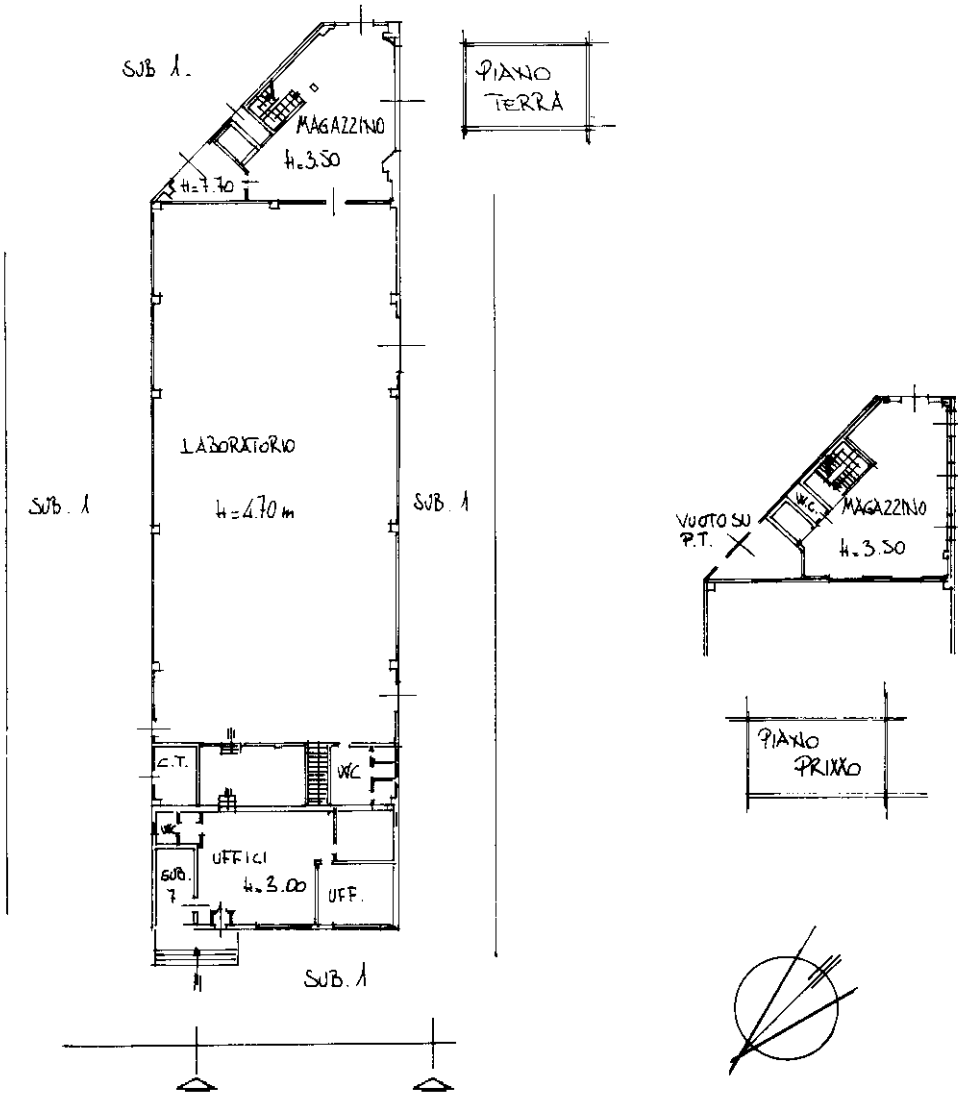 SUB 1.
PIANO
TERRA
MAGAZZINO
H=3.50
H=7.70
LABORATORIO
H=4.70 m
SUB. 1
SUB. 1
VUOTO SU
P.T.
W.C.
MAGAZZINO
H=3.50
C.T.
WC
WC
UFFICI
H=3.00
SUB.
7
UFF.
SUB. 1
PIANO
PRIMO